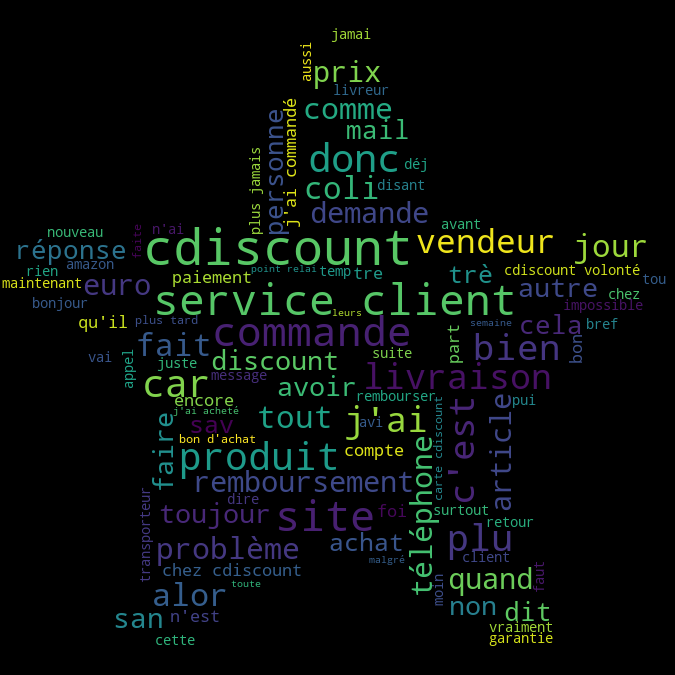 jamai
aussi
prix
livreur
comme
j'ai commandé
personne
mail
plus jamais
donc
déj
coli
disant
demande
avant
nouveau
faite
n'ai
cdiscount
vendeur
jour
réponse
rien
amazon
point relai
temp
tre
trè
cdiscount volonté
tou
maintenant
euro
paiement
autre
chez
bonjour
service client
leurs
impossible
qu'il
plus tard
commande
semaine
cela
bref
vai
appel
fait
juste
discount
suite
part
bien
bon
message
car
encore
avoir
livraison
rembourser
pui
j'ai acheté
sav
tout
avi
j'ai
carte cdiscount
c'est
article
faire
bon d'achat
produit
compte
téléphone
remboursement
transporteur
dire
toujour
site
foi
surtout
retour
problème
achat
plu
malgré
client
chez cdiscount
toute
moin
quand
faut
alor
san
n'est
non
dit
cette
vraiment
garantie